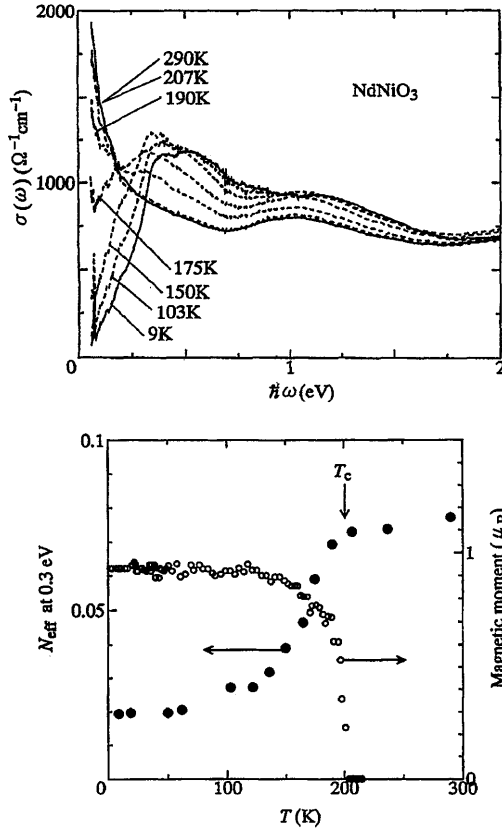 2000
1000
0
σ(ω) (Ω⁻¹cm⁻¹)
290K
207K
190K
NdNiO₃
175K
150K
103K
9K
0
1
2
ħω(eV)
0.1
0.05
0
N_eff at 0.3 eV
T_c
1
0
Magnetic moment (μ_B)
0
100
200
300
T(K)